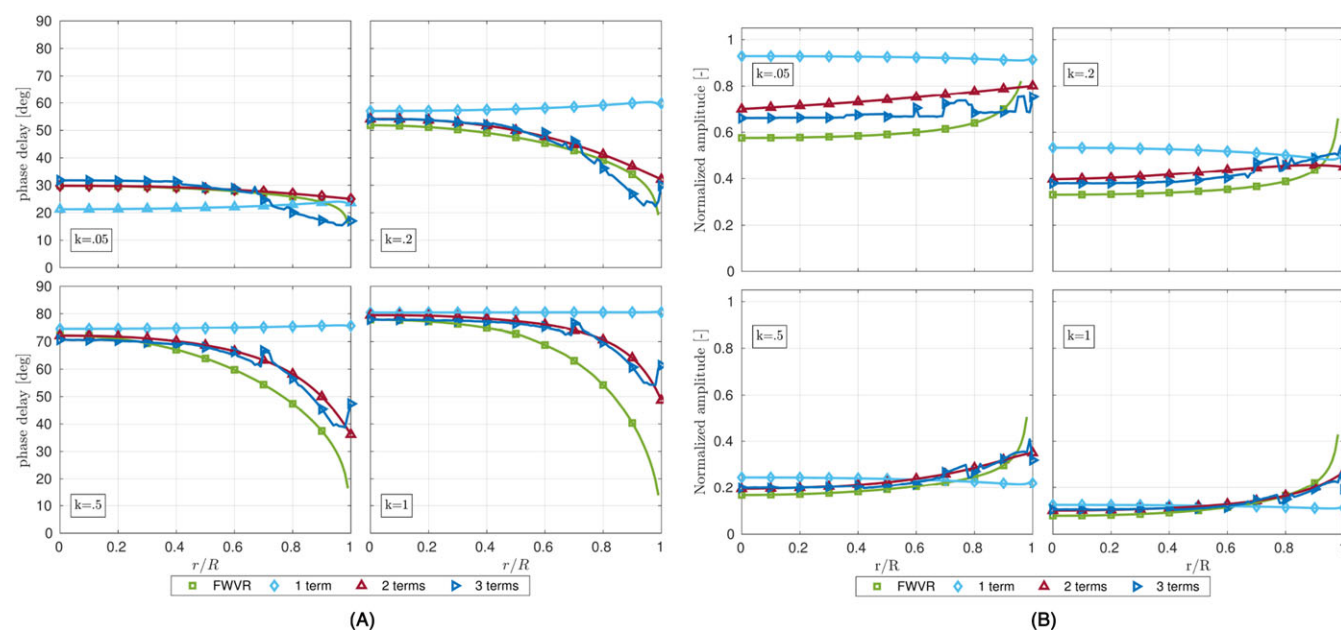 90
80
70
60
50
40
30
20
10
0
phase delay [deg]
k=.05
k=.2
90
80
70
60
50
40
30
20
10
0
phase delay [deg]
k=.5
k=1
0 0.2 0.4 0.6 0.8 1
0.2 0.4 0.6 0.8 1
r/R
r/R
FWVR 1 term 2 terms 3 terms
(A)
1
0.8
0.6
0.4
0.2
0
Normalized amplitude [-]
k=.05
k=.2
1
0.8
0.6
0.4
0.2
0
Normalized amplitude [-]
k=.5
k=1
0 0.2 0.4 0.6 0.8 1
0.2 0.4 0.6 0.8 1
r/R
r/R
FWVR 1 term 2 terms 3 terms
(B)